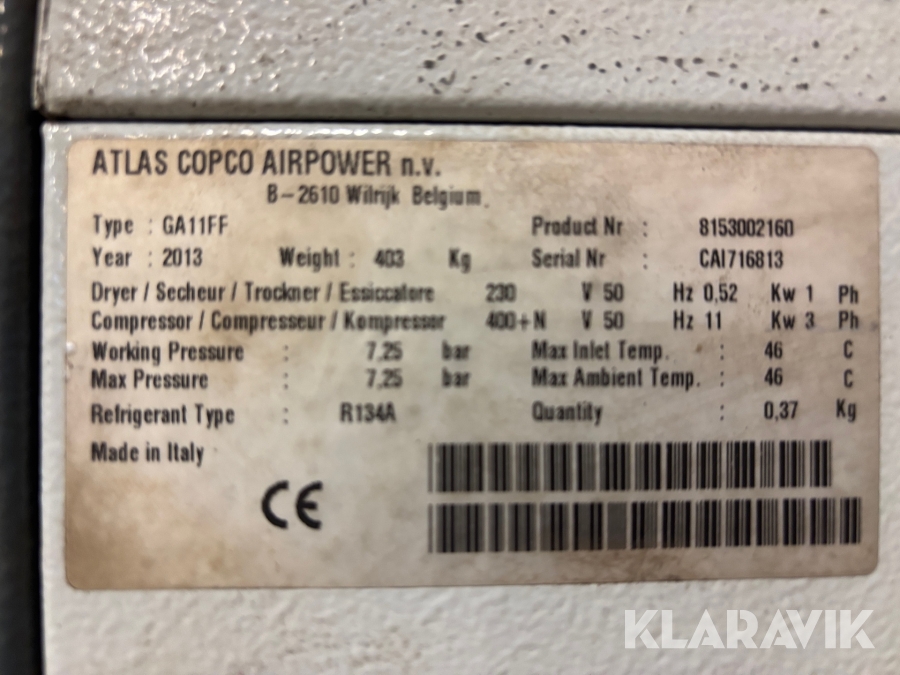 ATLAS COPCO AIRPOWER n.v.
B-2610 Wilrijk Belgium.
Type : GA11FF Product Nr : 8153002160
Year : 2013 Weight : 403 Kg Serial Nr : CAI716813
Dryer / Secheur / Trockner / Essiccatore 230 V 50 Hz 0,52 Kw 1 Ph
Compressor / Compresseur / Kompressor 400+N V 50 Hz 11 Kw 3 Ph
Working Pressure : 7,25 bar Max Inlet Temp. : 46 C
Max Pressure : 7,25 bar Max Ambient Temp. : 46 C
Refrigerant Type : R134A Quantity : 0,37 Kg
Made in Italy
CE
KLARAVIK